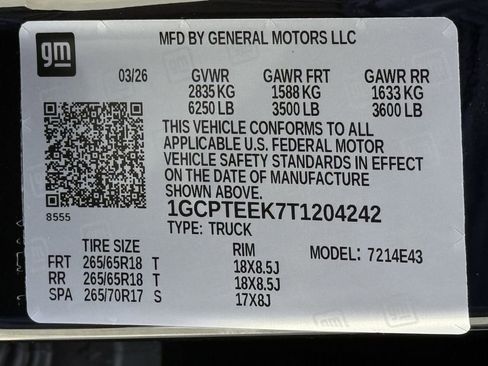 gm
MFD BY GENERAL MOTORS LLC
03/26 GVWR GAWR FRT GAWR RR
2835 KG 1588 KG 1633 KG
6250 LB 3500 LB 3600 LB
THIS VEHICLE CONFORMS TO ALL
APPLICABLE U.S. FEDERAL MOTOR
VEHICLE SAFETY STANDARDS IN EFFECT
ON THE DATE OF MANUFACTURE
SHOWN ABOVE.
8555
1GCPTEEK7T1204242
TYPE: TRUCK
TIRE SIZE RIM MODEL: 7214E43
FRT 265/65R18 T 18X8.5J
RR 265/65R18 T 18X8.5J
SPA 265/70R17 S 17X8J